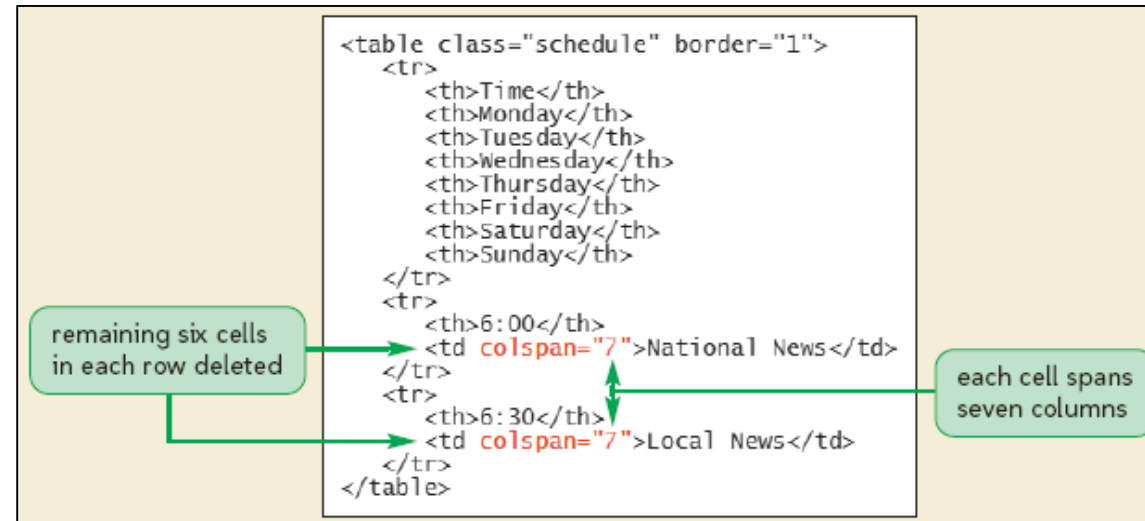 <table class="schedule" border="1">
<tr>
<th>Time</th>
<th>Monday</th>
<th>Tuesday</th>
<th>Wednesday</th>
<th>Thursday</th>
<th>Friday</th>
<th>Saturday</th>
<th>Sunday</th>
</tr>
<tr>
<th>6:00</th>
<td colspan="7">National News</td>
</tr>
<tr>
<th>6:30</th>
<td colspan="7">Local News</td>
</tr>
</table>
remaining six cells
in each row deleted
each cell spans
seven columns